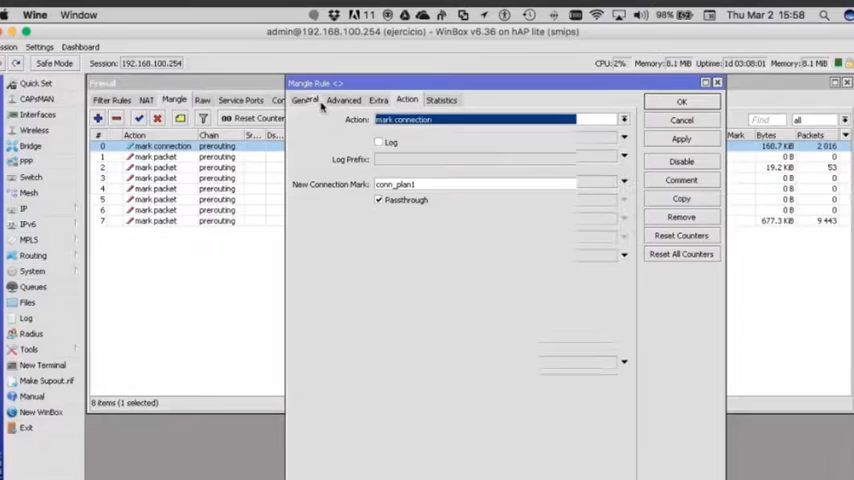 Wine Window 11 98% Thu Mar 2 15:58
admin@192.168.100.254 (ejercicio) - WinBox v6.36 on hAP lite (smips)
ssion Settings Dashboard
Safe Mode Session: 192.168.100.254 CPU: 2% Memory: 8.1 MiB Uptime: 1d 03:08:01 Memory: 8.1 MiB
Quick Set
CAPsMAN
Interfaces
Wireless
Bridge
PPP
Switch
Mesh
IP
IPv6
MPLS
Routing
System
Queues
Files
Log
Radius
Tools
New Terminal
Make Supout.rif
Manual
New WinBox
Exit
Firewall
Filter Rules NAT Mangle Raw Service Ports Co
00 Reset Counter
# Action Chain Sr... Ds...
0 mark connection prerouting
1 mark packet prerouting
2 mark packet prerouting
3 mark packet prerouting
4 mark packet prerouting
5 mark packet prerouting
6 mark packet prerouting
7 mark packet prerouting
8 items (1 selected)
Mangle Rule <>
General Advanced Extra Action Statistics
Action: mark connection
Log
Log Prefix:
New Connection Mark: conn_plan1
Passthrough
OK
Cancel
Apply
Disable
Comment
Copy
Remove
Reset Counters
Reset All Counters
Find all
Mark Bytes Packets
160.7 KiB 2 016
0 B 0
19.2 KiB 53
0 B 0
0 B 0
0 B 0
0 B 0
677.3 KiB 9 443